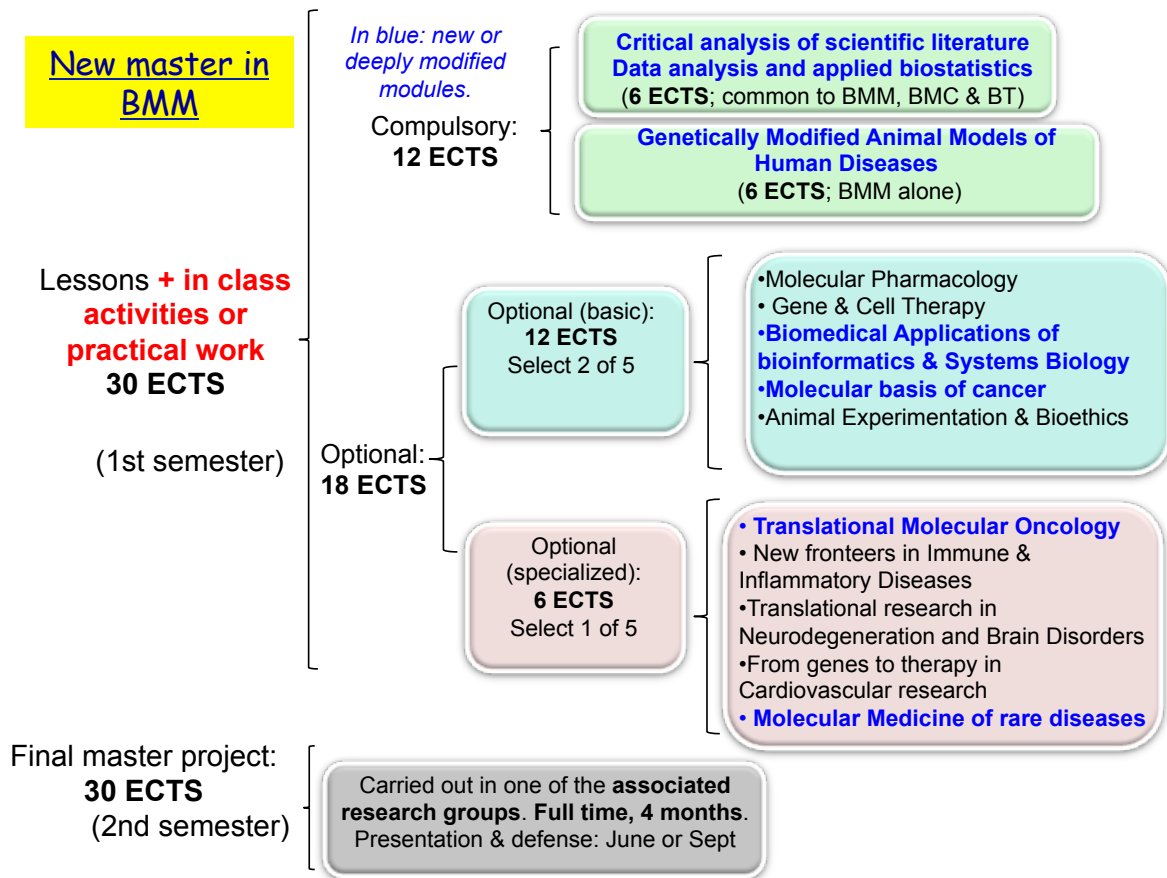 New master in
BMM
In blue: new or
deeply modified
modules.
Compulsory:
12 ECTS
Critical analysis of scientific literature
Data analysis and applied biostatistics
(6 ECTS; common to BMM, BMC & BT)
Genetically Modified Animal Models of
Human Diseases
(6 ECTS; BMM alone)
Lessons + in class
activities or
practical work
30 ECTS
(1st semester)
Optional:
18 ECTS
Optional (basic):
12 ECTS
Select 2 of 5
•Molecular Pharmacology
• Gene & Cell Therapy
•Biomedical Applications of
bioinformatics & Systems Biology
•Molecular basis of cancer
•Animal Experimentation & Bioethics
Optional
(specialized):
6 ECTS
Select 1 of 5
• Translational Molecular Oncology
• New fronteers in Immune &
Inflammatory Diseases
•Translational research in
Neurodegeneration and Brain Disorders
•From genes to therapy in
Cardiovascular research
• Molecular Medicine of rare diseases
Final master project:
30 ECTS
(2nd semester)
Carried out in one of the associated
research groups. Full time, 4 months.
Presentation & defense: June or Sept